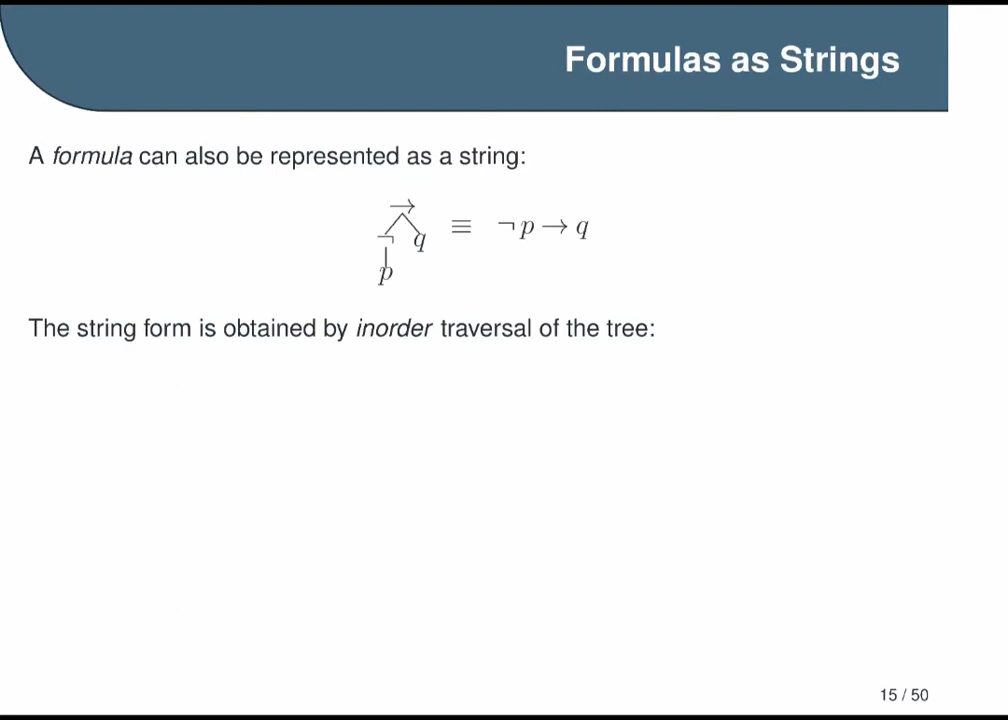 Formulas as Strings
A formula can also be represented as a string:
→
¬ q ≡ ¬ p → q
p
The string form is obtained by inorder traversal of the tree:
15 / 50